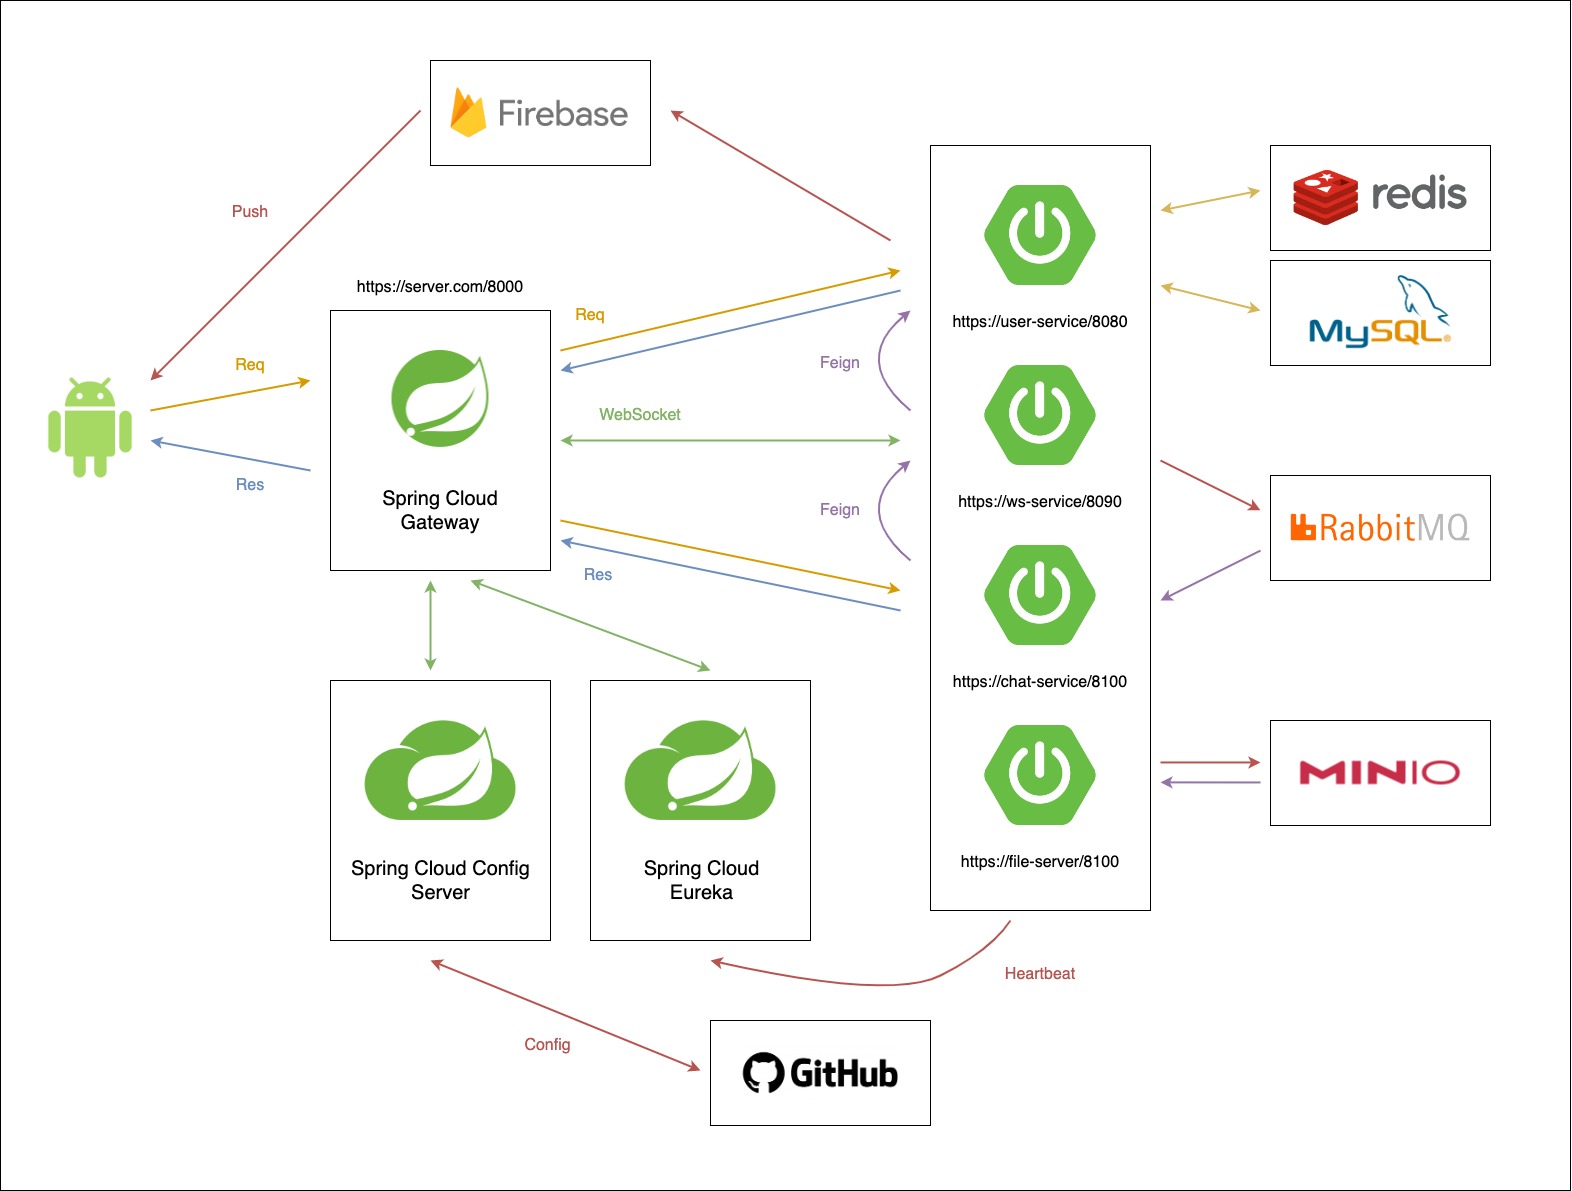 Firebase
Push
https://server.com/8000
Req
Req
Res
WebSocket
Res
Feign
Feign
Spring Cloud
Gateway
https://user-service/8080
https://ws-service/8090
https://chat-service/8100
https://file-server/8100
redis
MySQL®
RabbitMQ
MINIO
Spring Cloud Config
Server
Spring Cloud
Eureka
Heartbeat
Config
GitHub